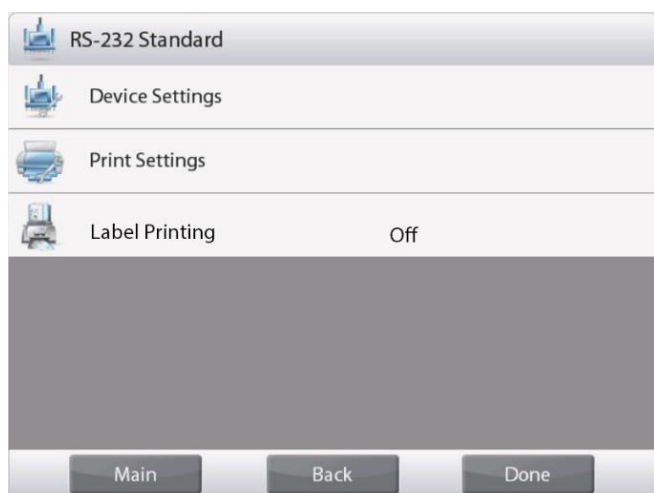 RS-232 Standard
Device Settings
Print Settings
Label Printing Off
Main Back Done